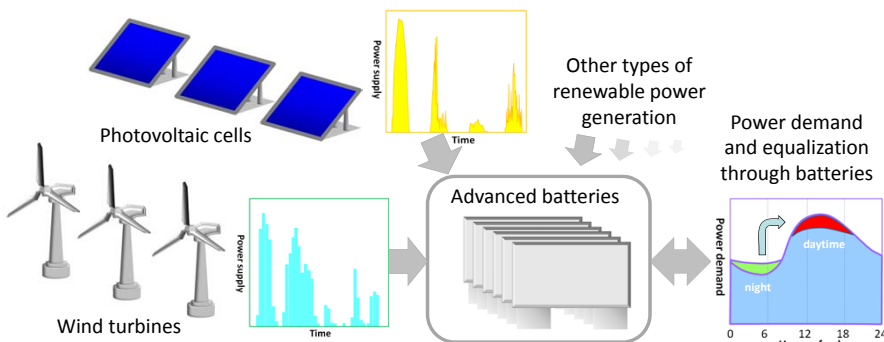 Photovoltaic cells
Power supply
Time
Other types of
renewable power
generation
Power demand
and equalization
through batteries
Wind turbines
Power supply
Time
Advanced batteries
Power demand
daytime
night
0
6
12
18
24